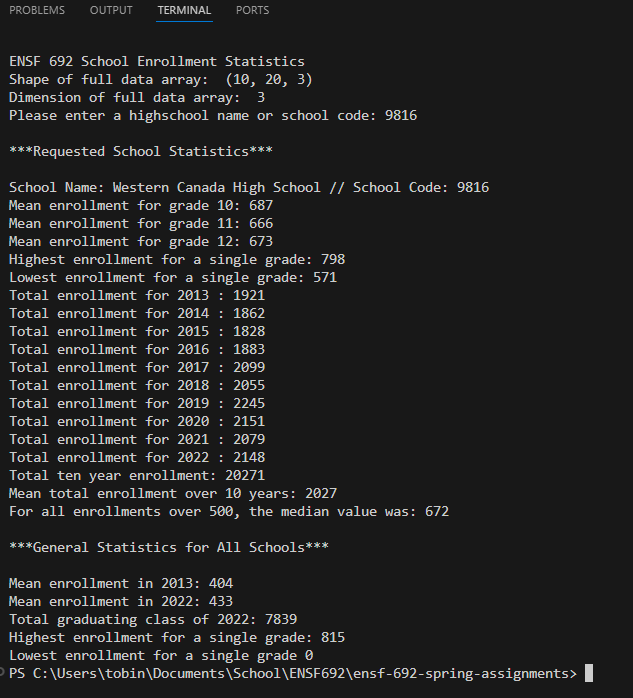 PROBLEMS OUTPUT TERMINAL PORTS
ENSF 692 School Enrollment Statistics
Shape of full data array:  (10, 20, 3)
Dimension of full data array:  3
Please enter a highschool name or school code: 9816
***Requested School Statistics***
School Name: Western Canada High School // School Code: 9816
Mean enrollment for grade 10: 687
Mean enrollment for grade 11: 666
Mean enrollment for grade 12: 673
Highest enrollment for a single grade: 798
Lowest enrollment for a single grade: 571
Total enrollment for 2013 : 1921
Total enrollment for 2014 : 1862
Total enrollment for 2015 : 1828
Total enrollment for 2016 : 1883
Total enrollment for 2017 : 2099
Total enrollment for 2018 : 2055
Total enrollment for 2019 : 2245
Total enrollment for 2020 : 2151
Total enrollment for 2021 : 2079
Total enrollment for 2022 : 2148
Total ten year enrollment: 20271
Mean total enrollment over 10 years: 2027
For all enrollments over 500, the median value was: 672
***General Statistics for All Schools***
Mean enrollment in 2013: 404
Mean enrollment in 2022: 433
Total graduating class of 2022: 7839
Highest enrollment for a single grade: 815
Lowest enrollment for a single grade 0
PS C:\Users\tobin\Documents\School\ENSF692\ensf-692-spring-assignments>